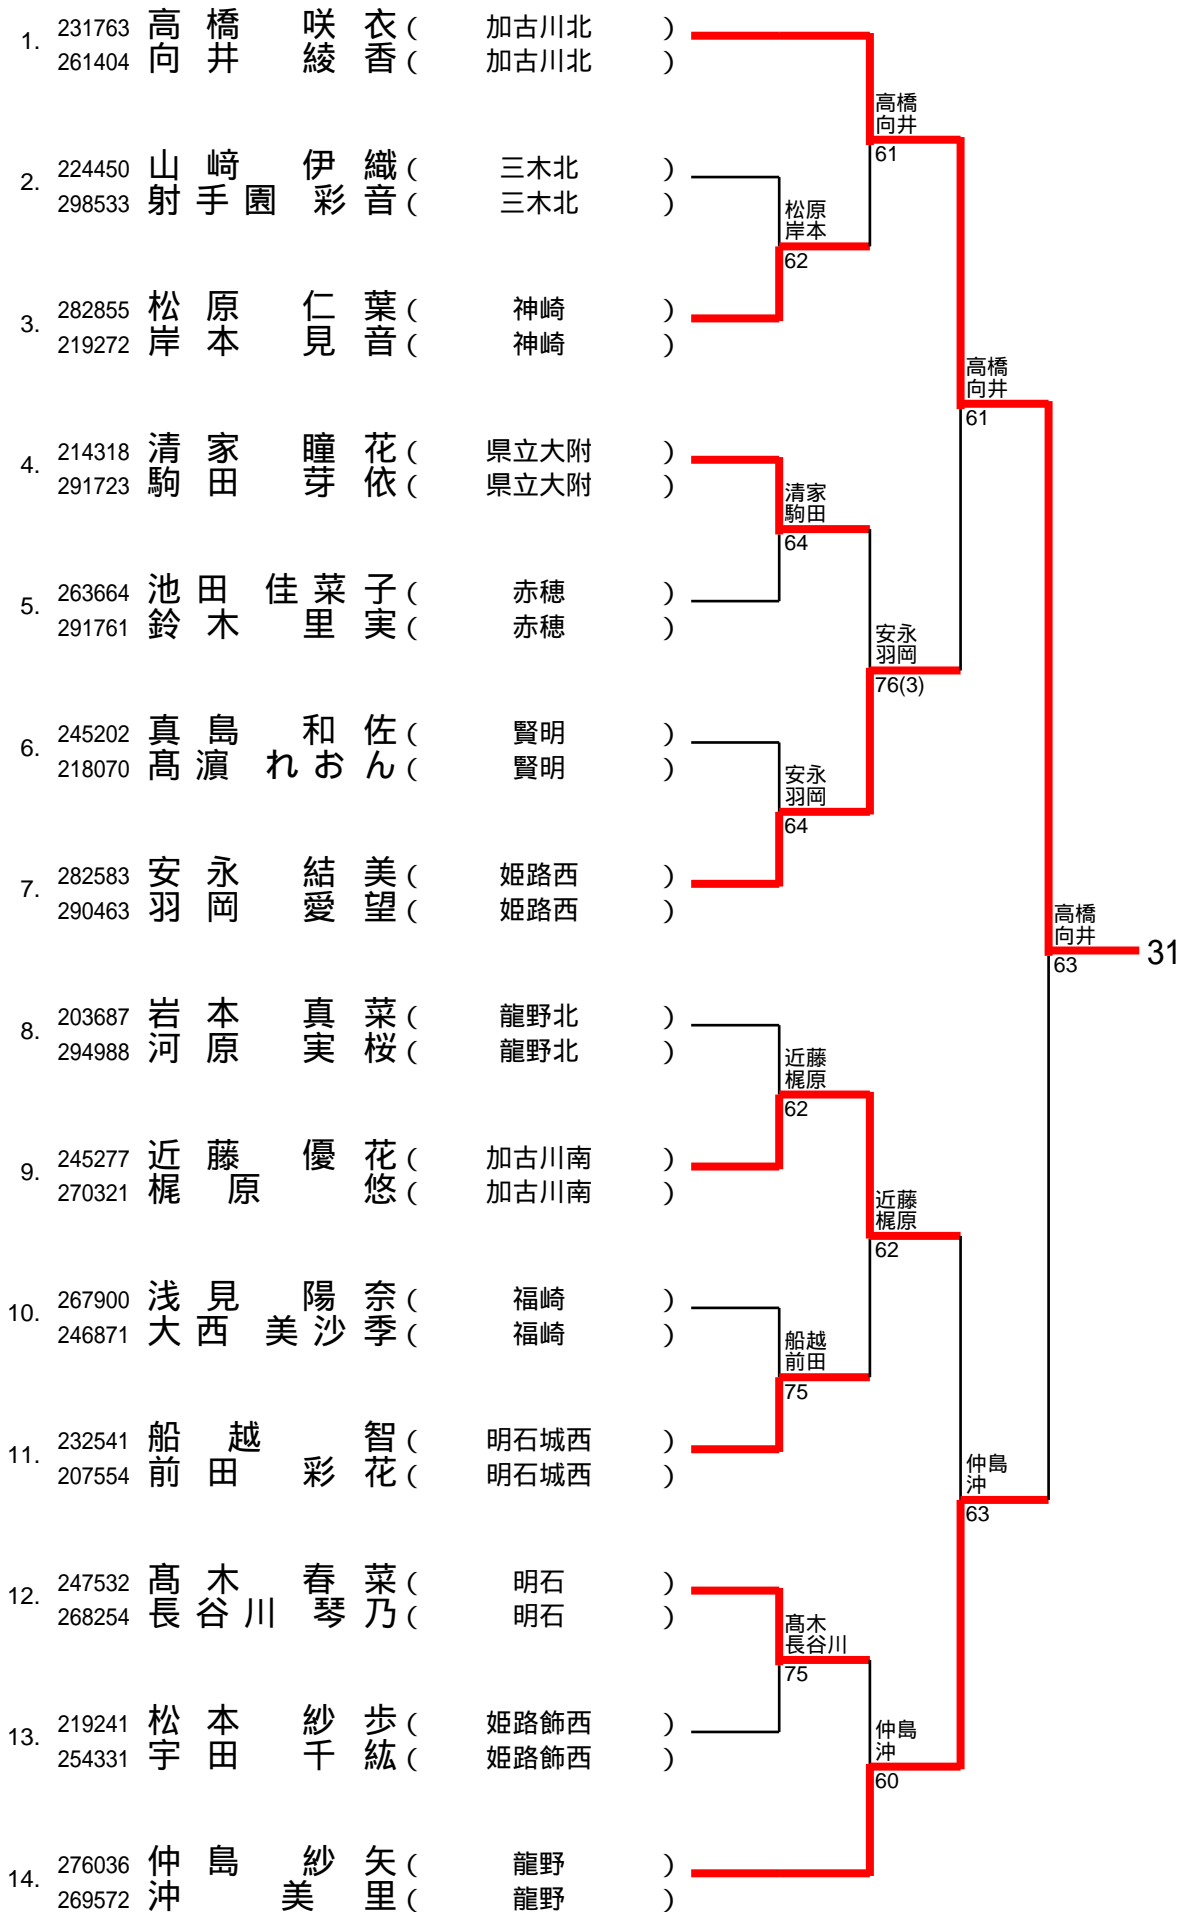 1. 231763 高橋 咲衣 ( 加古川北 )
261404 向井 綾香 ( 加古川北 )
高橋
向井
61
2. 224450 山﨑 伊織 ( 三木北 )
298533 射手園 彩音 ( 三木北 )
松原
岸本
62
3. 282855 松原 仁葉 ( 神崎 )
219272 岸本 見音 ( 神崎 )
高橋
向井
61
4. 214318 清家 瞳花 ( 県立大附 )
291723 駒田 芽依 ( 県立大附 )
清家
駒田
64
5. 263664 池田 佳菜子 ( 赤穂 )
291761 鈴木 里実 ( 赤穂 )
安永
羽岡
76(3)
6. 245202 真島 和佐 ( 賢明 )
218070 髙濵 れおん ( 賢明 )
安永
羽岡
64
7. 282583 安永 結美 ( 姫路西 )
290463 羽岡 愛望 ( 姫路西 )
高橋
向井
63
31
8. 203687 岩本 真菜 ( 龍野北 )
294988 河原 実桜 ( 龍野北 )
近藤
梶原
62
9. 245277 近藤 優花 ( 加古川南 )
270321 梶原 悠 ( 加古川南 )
近藤
梶原
62
10. 267900 浅見 陽奈 ( 福崎 )
246871 大西 美沙季 ( 福崎 )
船越
前田
75
11. 232541 船越 智 ( 明石城西 )
207554 前田 彩花 ( 明石城西 )
仲島
沖
63
12. 247532 髙木 春菜 ( 明石 )
268254 長谷川 琴乃 ( 明石 )
髙木
長谷川
75
13. 219241 松本 紗歩 ( 姫路飾西 )
254331 宇田 千紘 ( 姫路飾西 )
仲島
沖
60
14. 276036 仲島 紗矢 ( 龍野 )
269572 沖 美里 ( 龍野 )